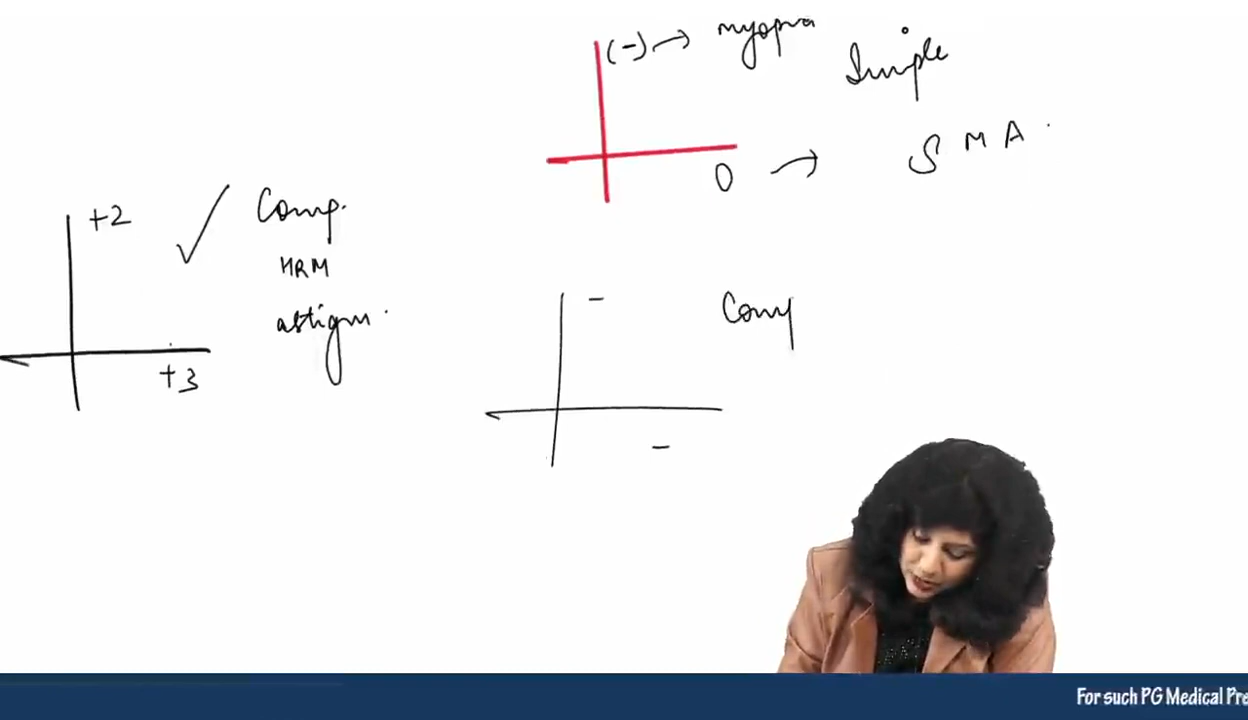 (-) → myopia
Simple
0 → S M A .
+2
Comp.
HRM
astigm.
+3
-
Comp
-
For such PG Medical Pre